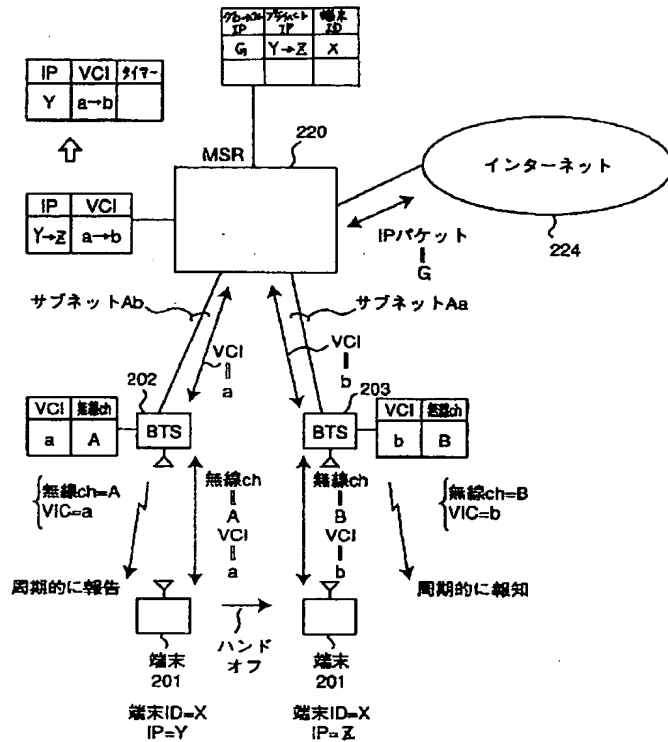 グローバル IP プライベート IP 端末 ID
G Y→Z X
IP VCI タイマー
Y a→b
MSR
220
インターネット
224
IP VCI
Y→Z a→b
IPパケット
=
G
サブネットAb
サブネットAa
VCI
=
a
VCI
=
b
202
203
VCI 無線ch
a A
BTS
BTS
VCI 無線ch
b B
無線ch=A
VIC=a
無線ch
=
A
VCI
=
a
無線ch
=
B
VCI
=
b
無線ch=B
VIC=b
周期的に報告
周期的に報知
ハンド
オフ
端末
201
端末
201
端末ID=X
IP=Y
端末ID=X
IP=Z